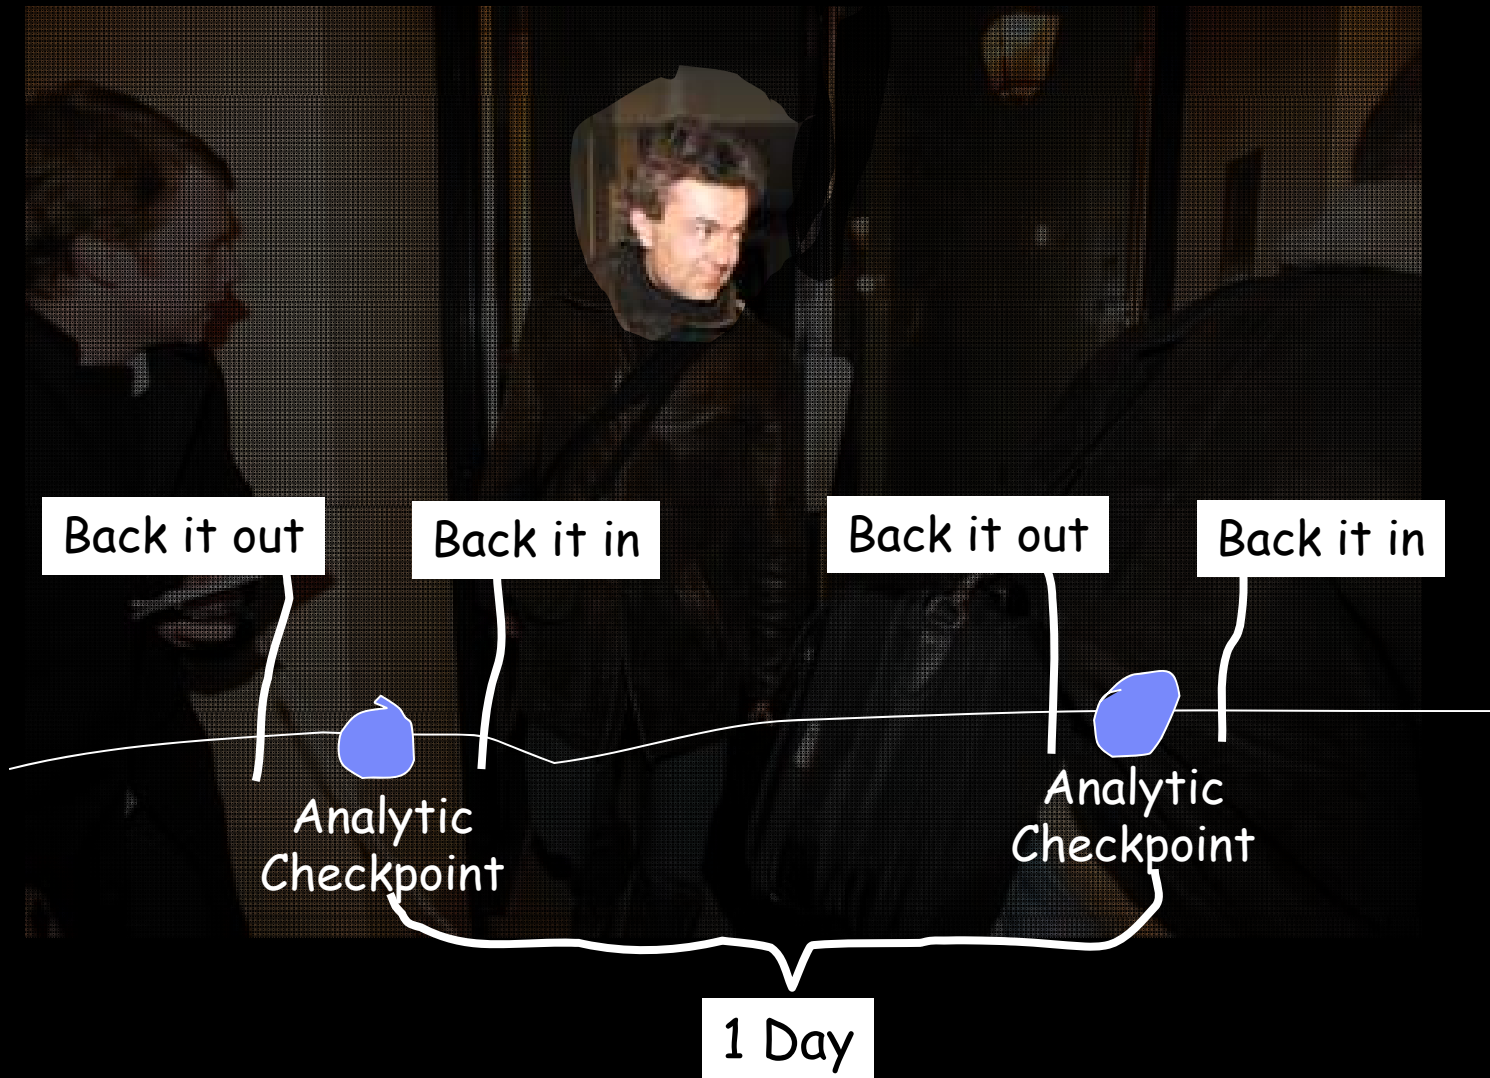 Back it out
Back it in
Back it out
Back it in
Analytic
Checkpoint
Analytic
Checkpoint
1 Day